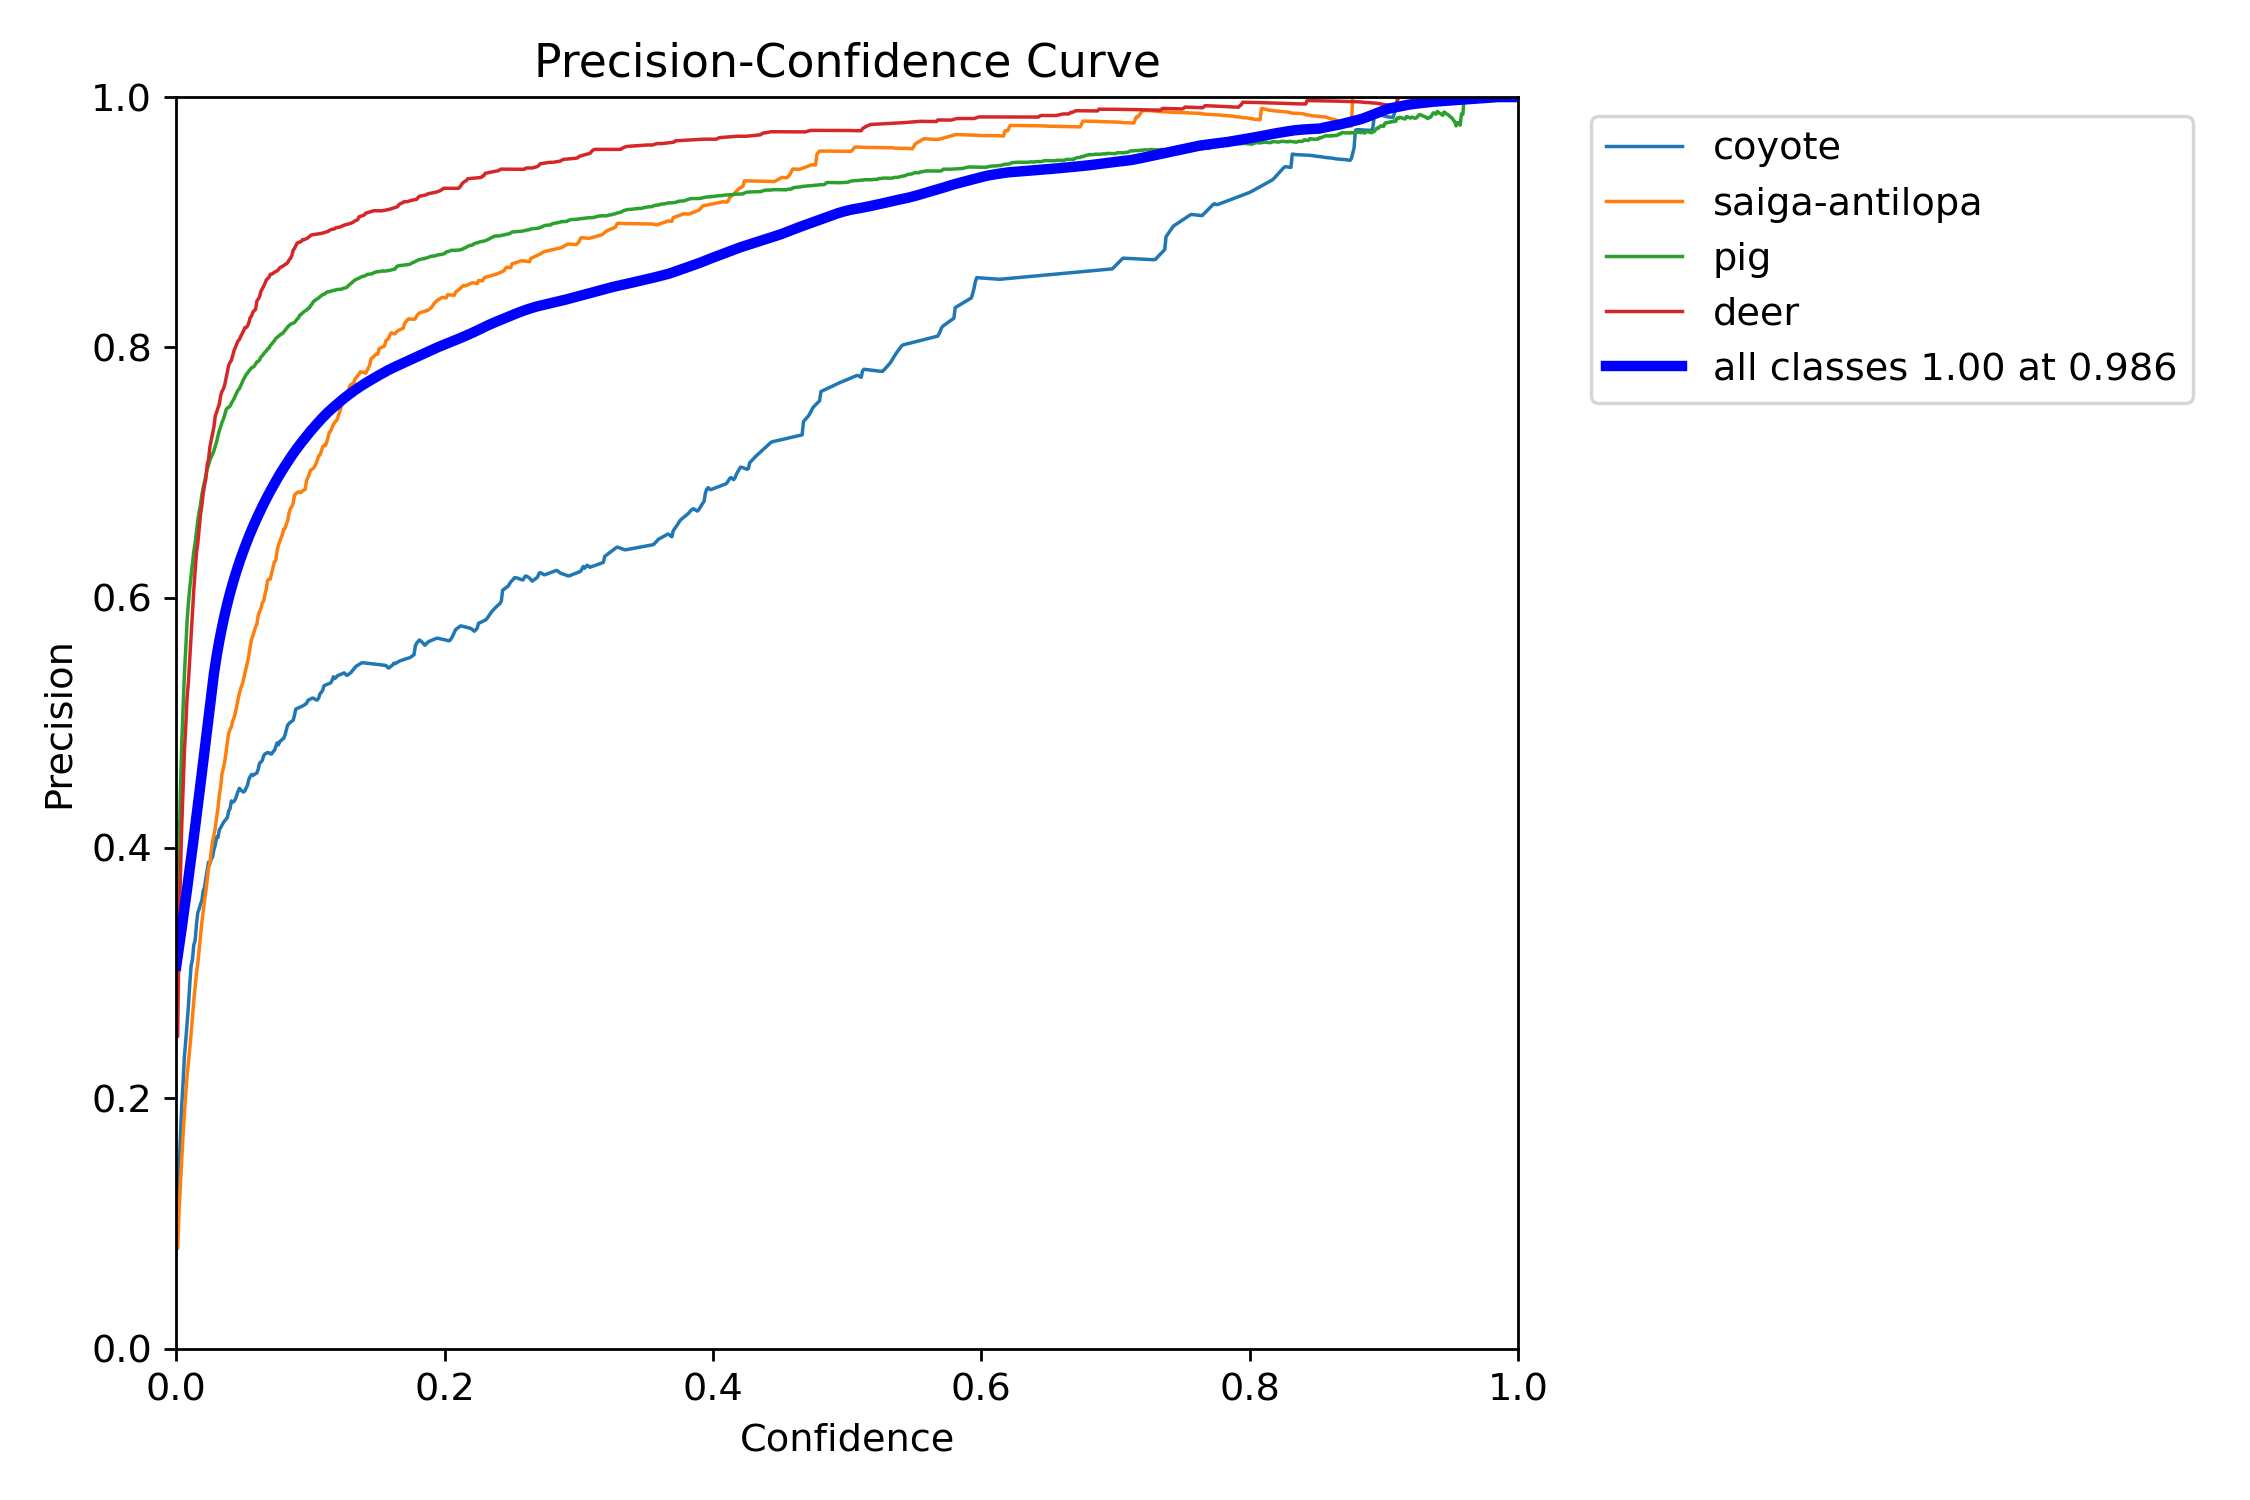 Precision-Confidence Curve
1.0
0.8
0.6
0.4
0.2
0.0
Precision
0.0 0.2 0.4 0.6 0.8 1.0
Confidence
coyote
saiga-antilopa
pig
deer
all classes 1.00 at 0.986